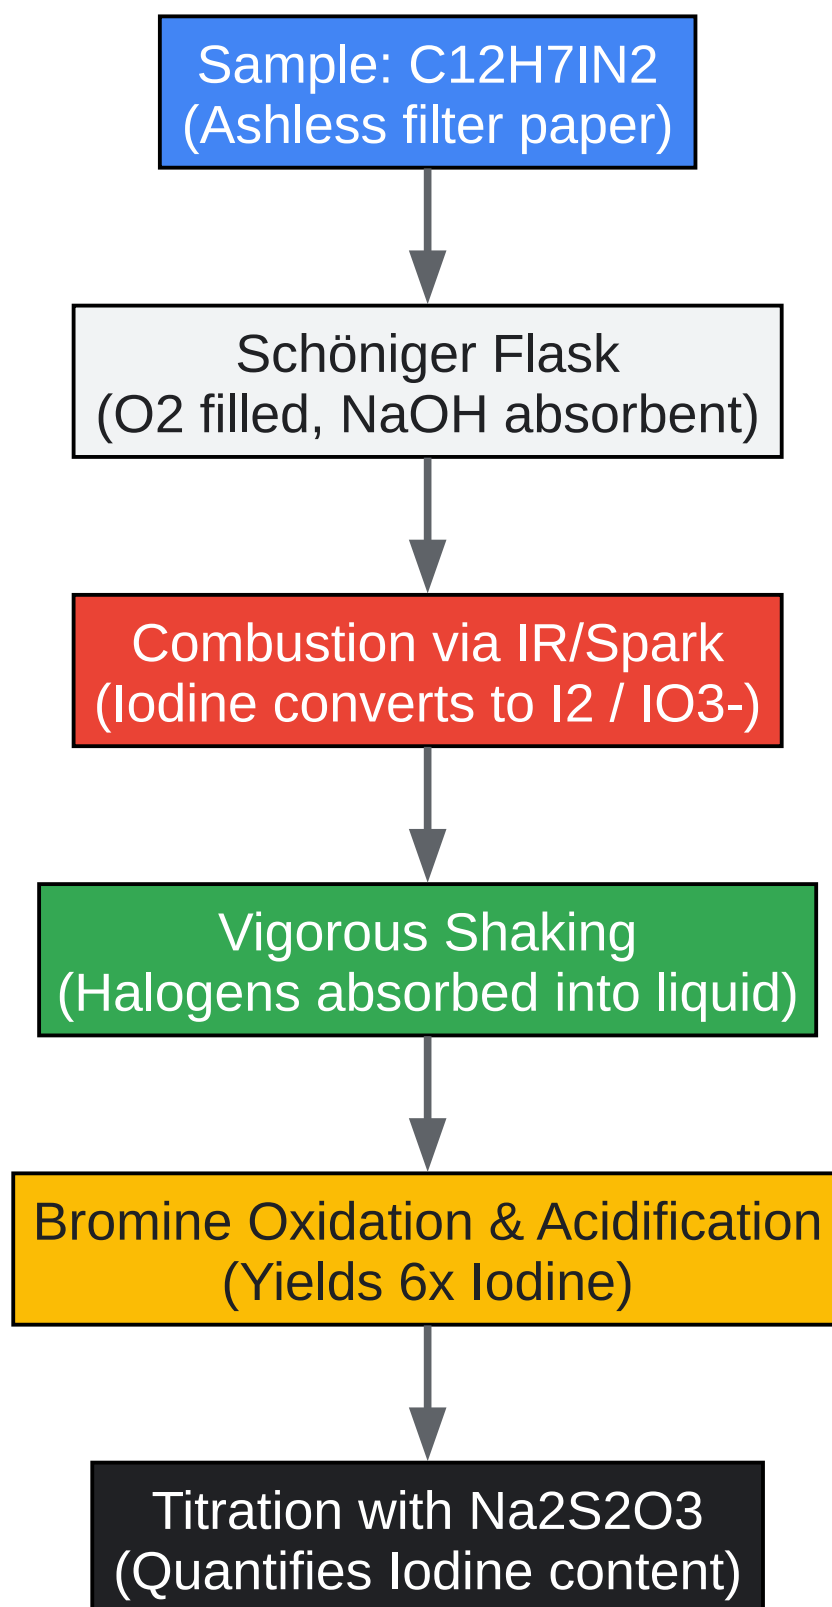 Sample: C12H7IN2
(Ashless filter paper)
Schöniger Flask
(O2 filled, NaOH absorbent)
Combustion via IR/Spark
(Iodine converts to I2 / IO3-)
Vigorous Shaking
(Halogens absorbed into liquid)
Bromine Oxidation & Acidification
(Yields 6x Iodine)
Titration with Na2S2O3
(Quantifies Iodine content)